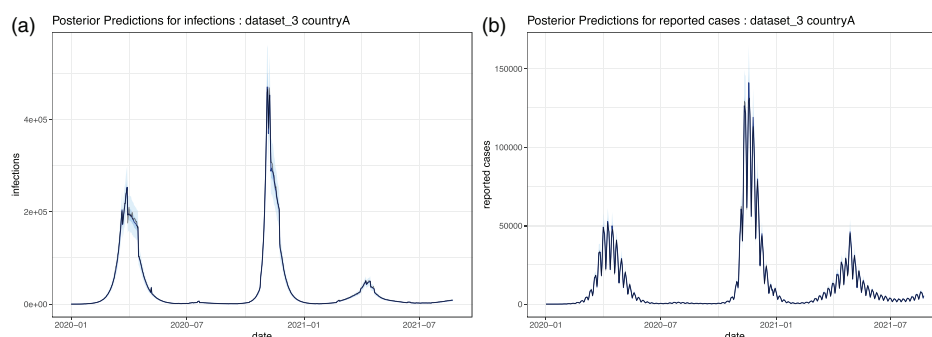 (a)
Posterior Predictions for infections : dataset_3 countryA
infections
4e+05
2e+05
0e+00
2020−01
2020−07
2021−01
2021−07
date
(b)
Posterior Predictions for reported cases : dataset_3 countryA
reported cases
150000
100000
50000
0
2020−01
2020−07
2021−01
2021−07
date